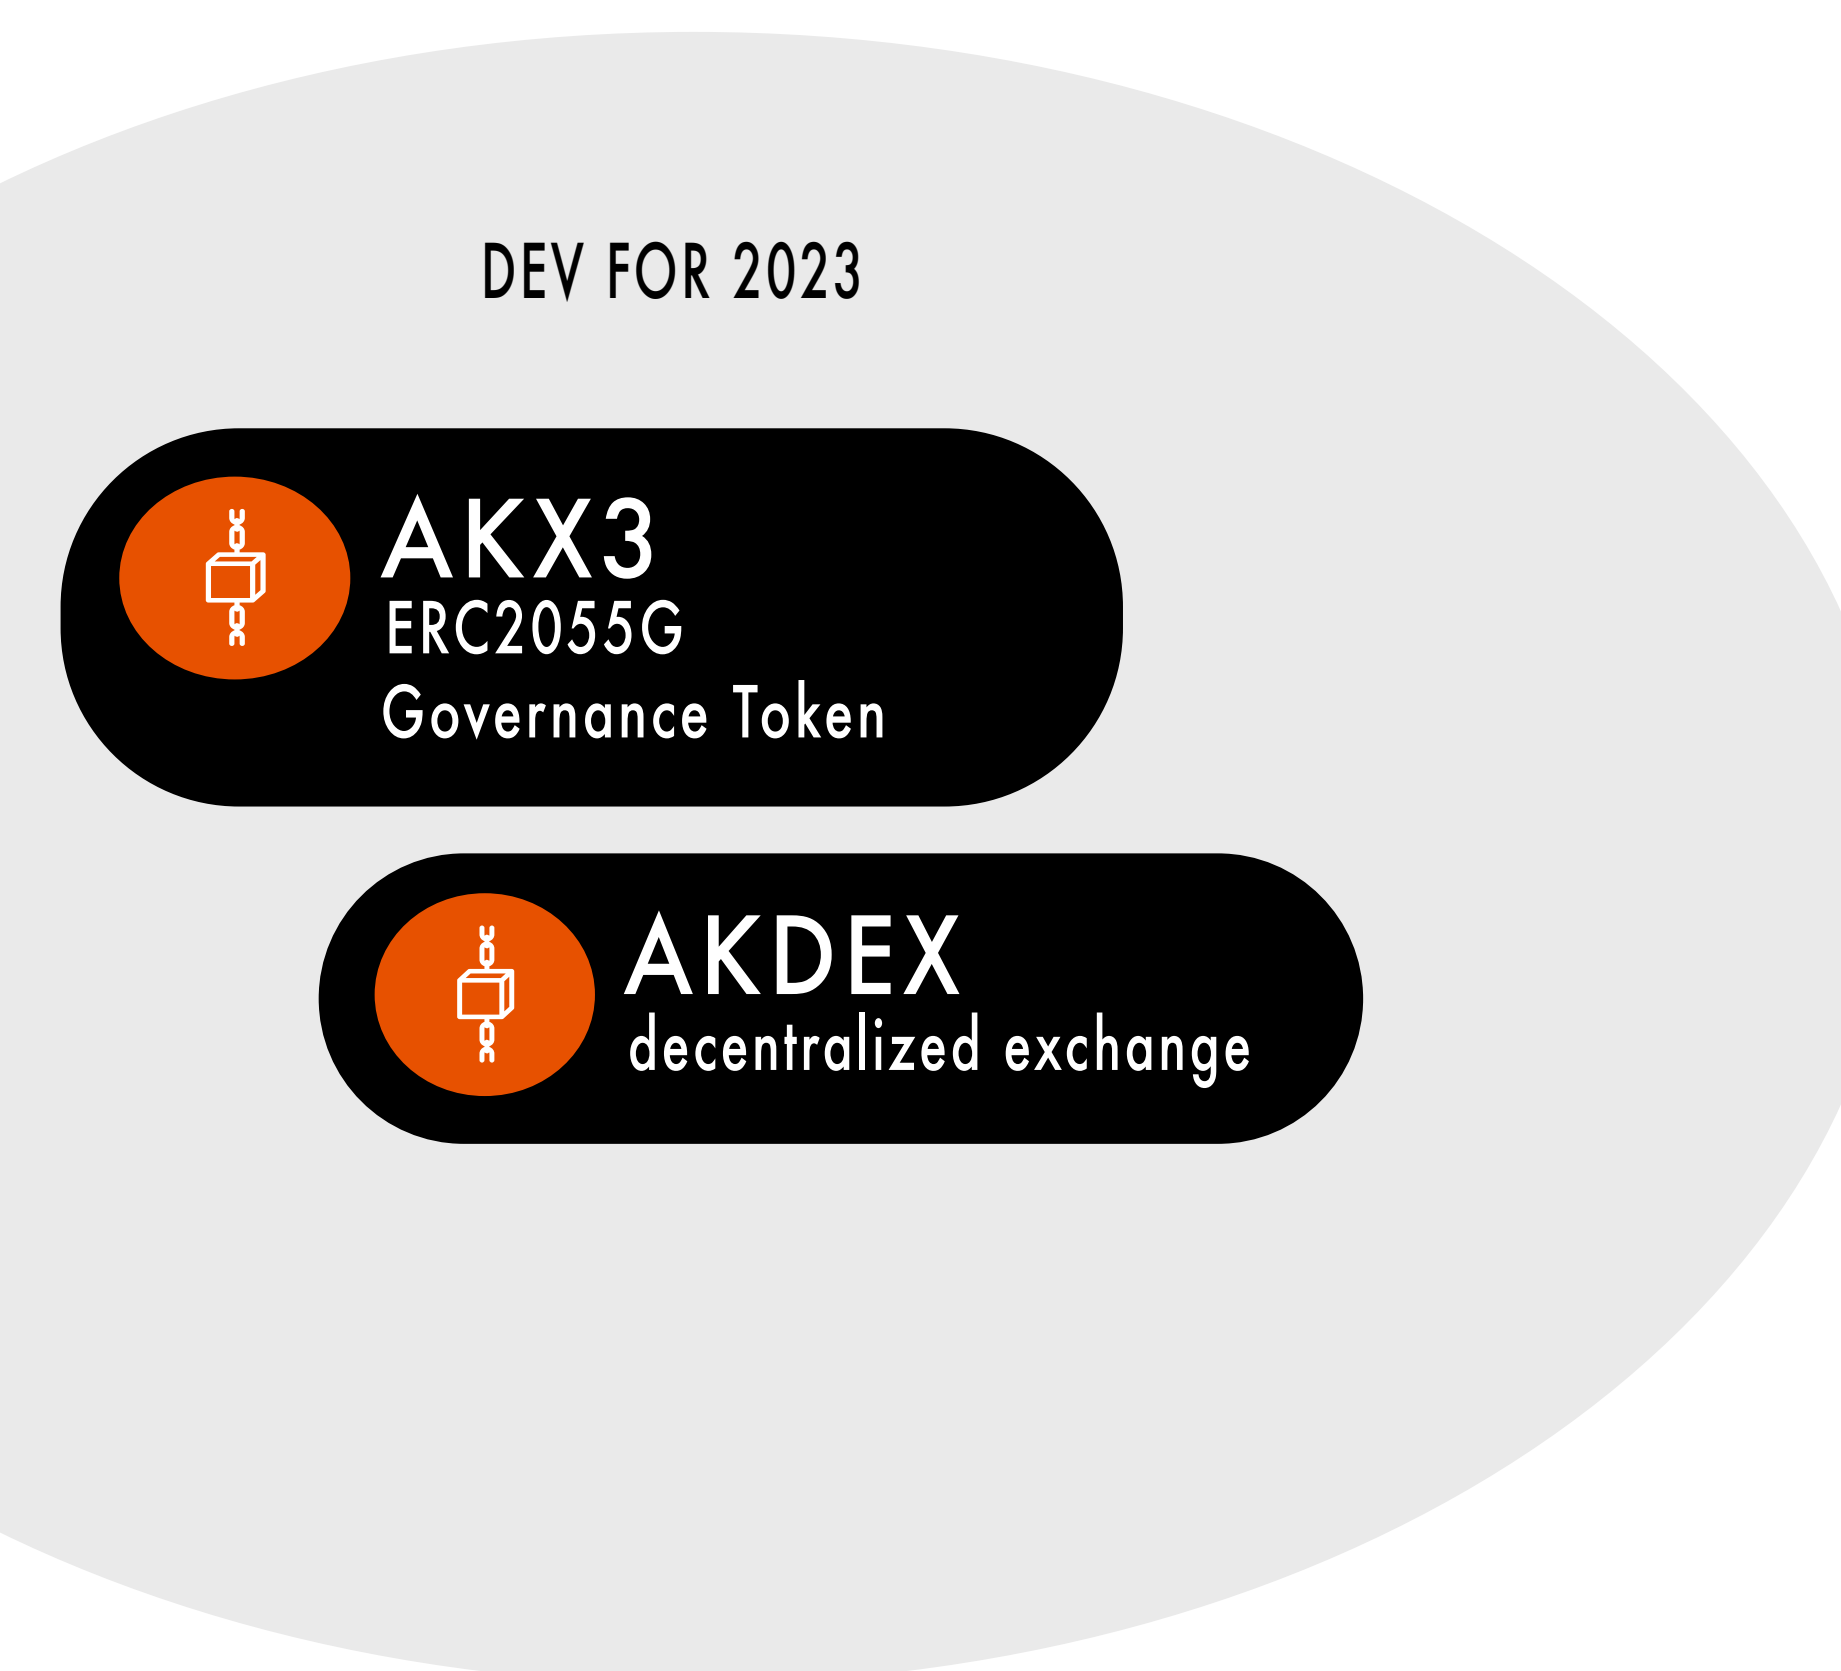 DEV FOR 2023
AKX3
ERC2055G
Governance Token
AKDEX
decentralized exchange